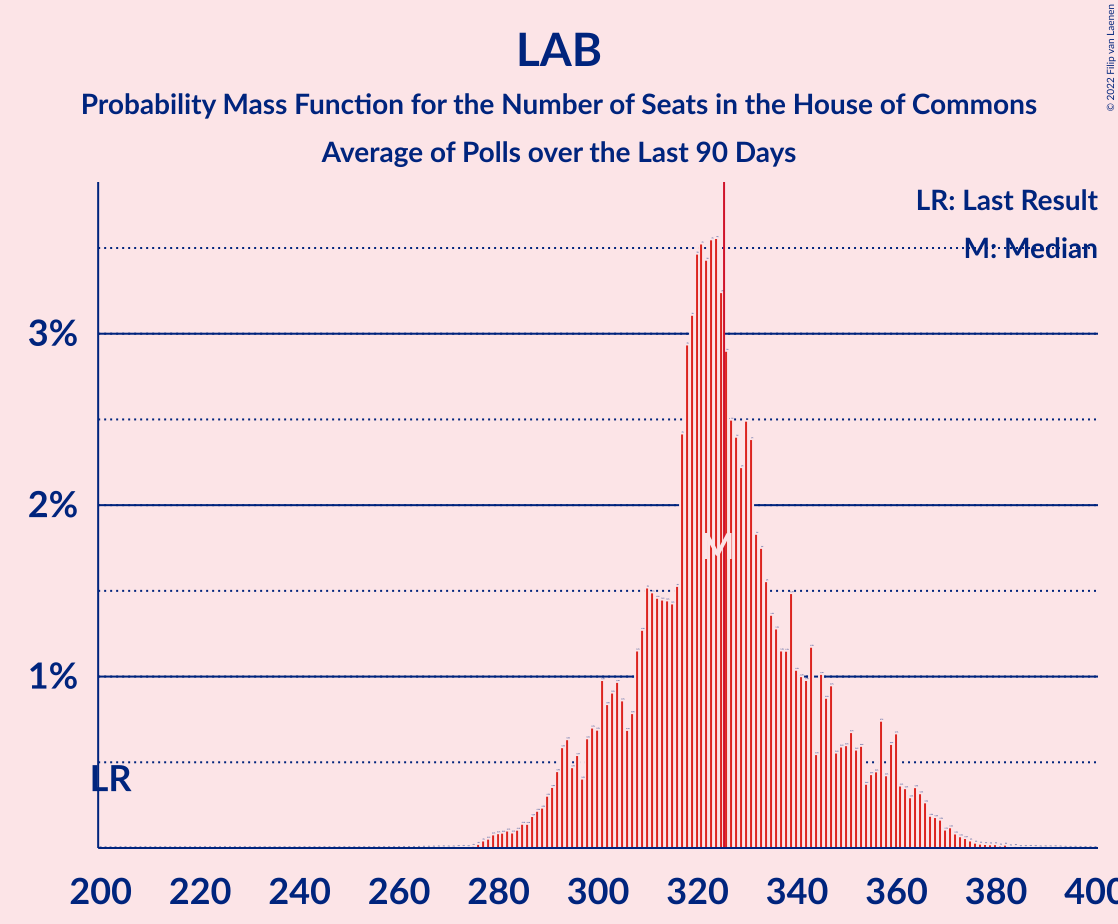 LAB
Probability Mass Function for the Number of Seats in the House of Commons
Average of Polls over the Last 90 Days
© 2022 Filip van Laenen
LR: Last Result
M: Median
3%
2%
1%
M
LR
200 220 240 260 280 300 320 340 360 380 400